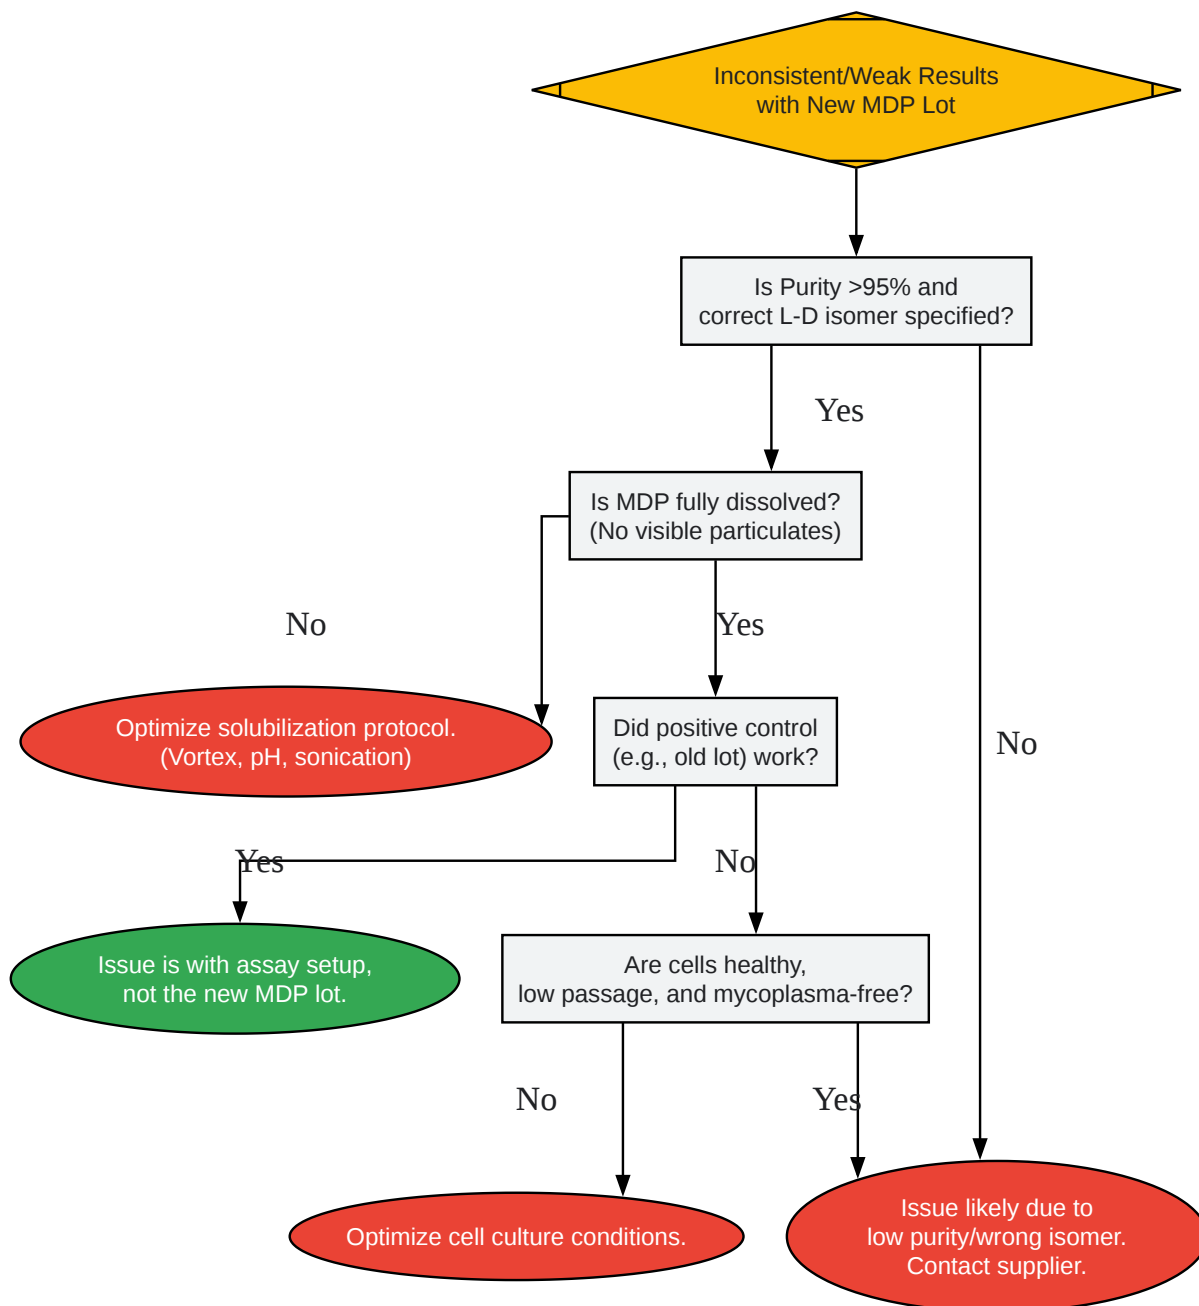 Inconsistent/Weak Results
with New MDP Lot
Is Purity >95% and
correct L-D isomer specified?
Yes
Is MDP fully dissolved?
(No visible particulates)
No
Yes
Optimize solubilization protocol.
(Vortex, pH, sonication)
Did positive control
(e.g., old lot) work?
No
Yes
No
Issue is with assay setup,
not the new MDP lot.
Are cells healthy,
low passage, and mycoplasma-free?
No
Yes
Optimize cell culture conditions.
Issue likely due to
low purity/wrong isomer.
Contact supplier.